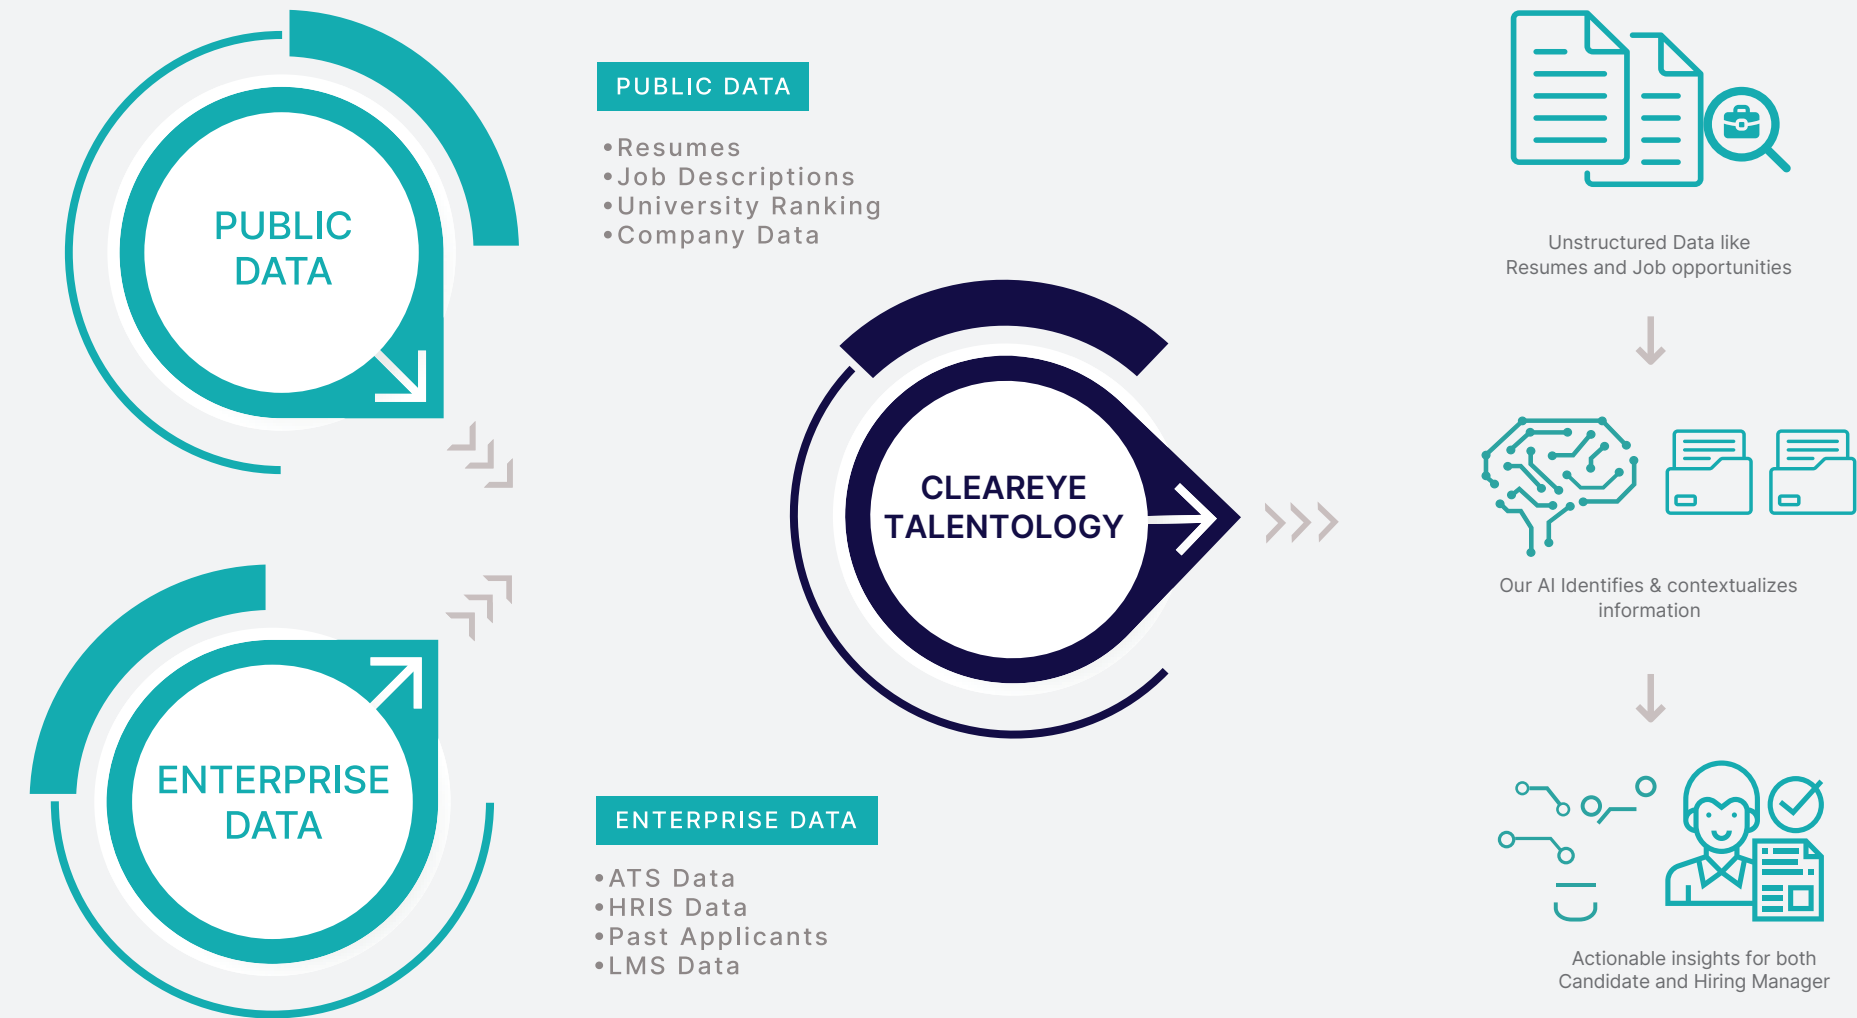 PUBLIC
DATA
PUBLIC DATA
•Resumes
•Job Descriptions
•University Ranking
•Company Data
CLEAREYE
TALENTOLOGY
ENTERPRISE
DATA
ENTERPRISE DATA
•ATS Data
•HRIS Data
•Past Applicants
•LMS Data
Unstructured Data like
Resumes and Job opportunities
Our AI Identifies & contextualizes
information
Actionable insights for both
Candidate and Hiring Manager